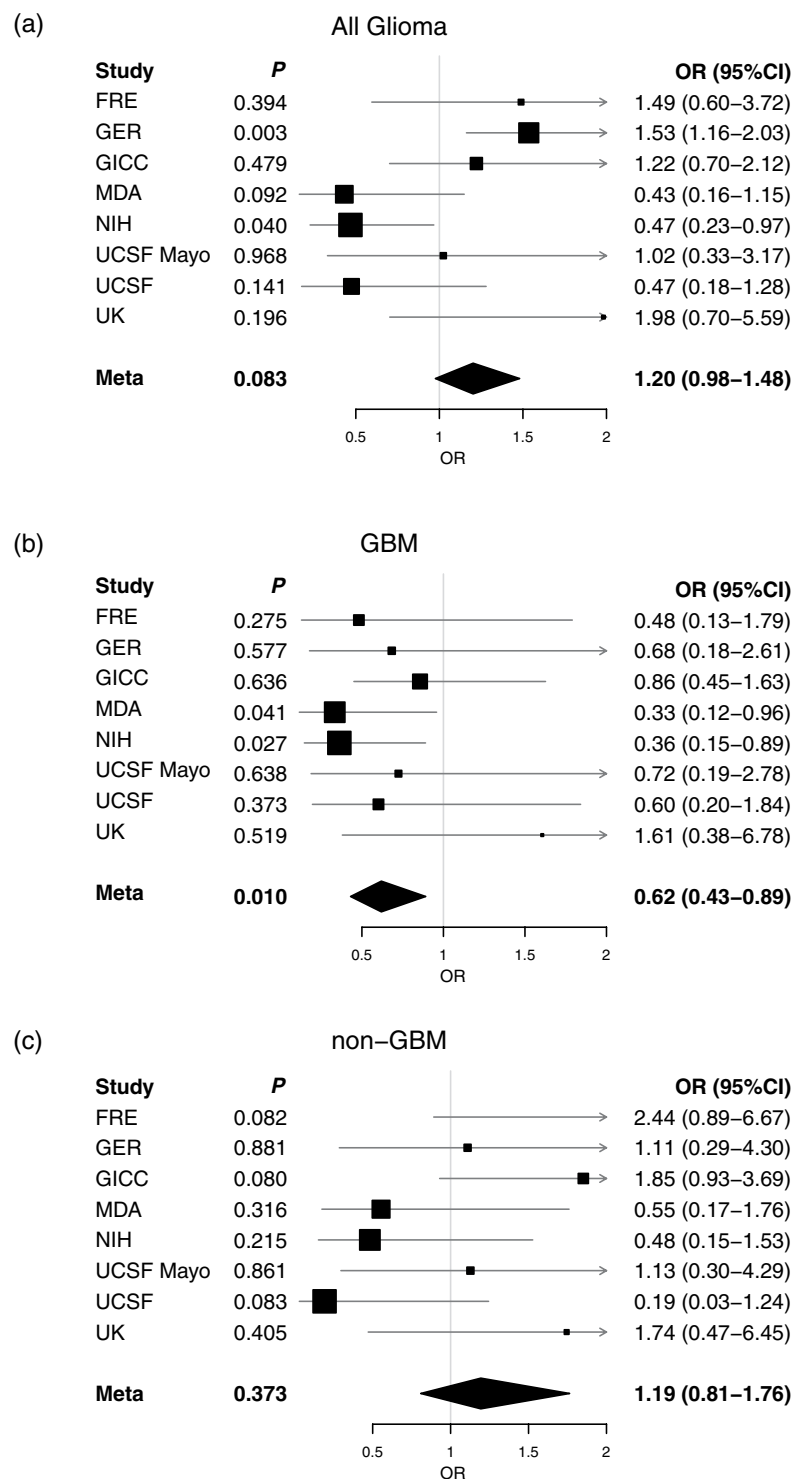 (a)
All Glioma
Study P OR (95%CI)
FRE 0.394 1.49 (0.60−3.72)
GER 0.003 1.53 (1.16−2.03)
GICC 0.479 1.22 (0.70−2.12)
MDA 0.092 0.43 (0.16−1.15)
NIH 0.040 0.47 (0.23−0.97)
UCSF Mayo 0.968 1.02 (0.33−3.17)
UCSF 0.141 0.47 (0.18−1.28)
UK 0.196 1.98 (0.70−5.59)
Meta 0.083 1.20 (0.98−1.48)
0.5 1 1.5 2
OR
(b)
GBM
Study P OR (95%CI)
FRE 0.275 0.48 (0.13−1.79)
GER 0.577 0.68 (0.18−2.61)
GICC 0.636 0.86 (0.45−1.63)
MDA 0.041 0.33 (0.12−0.96)
NIH 0.027 0.36 (0.15−0.89)
UCSF Mayo 0.638 0.72 (0.19−2.78)
UCSF 0.373 0.60 (0.20−1.84)
UK 0.519 1.61 (0.38−6.78)
Meta 0.010 0.62 (0.43−0.89)
0.5 1 1.5 2
OR
(c)
non−GBM
Study P OR (95%CI)
FRE 0.082 2.44 (0.89−6.67)
GER 0.881 1.11 (0.29−4.30)
GICC 0.080 1.85 (0.93−3.69)
MDA 0.316 0.55 (0.17−1.76)
NIH 0.215 0.48 (0.15−1.53)
UCSF Mayo 0.861 1.13 (0.30−4.29)
UCSF 0.083 0.19 (0.03−1.24)
UK 0.405 1.74 (0.47−6.45)
Meta 0.373 1.19 (0.81−1.76)
0.5 1 1.5 2
OR